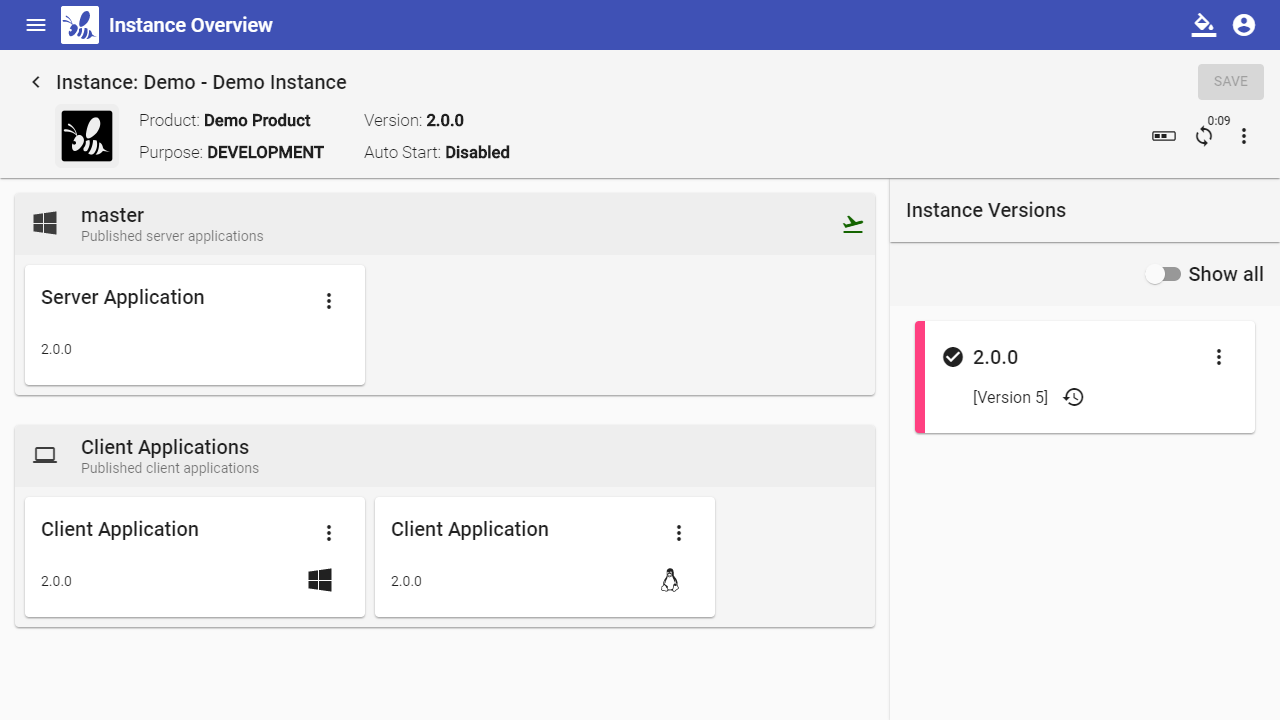 Instance Overview
Instance: Demo - Demo Instance
SAVE
Product: Demo Product
Version: 2.0.0
0:09
Purpose: DEVELOPMENT
Auto Start: Disabled
master
Published server applications
Server Application
2.0.0
Client Applications
Published client applications
Client Application
2.0.0
Client Application
2.0.0
Instance Versions
Show all
2.0.0
[Version 5]